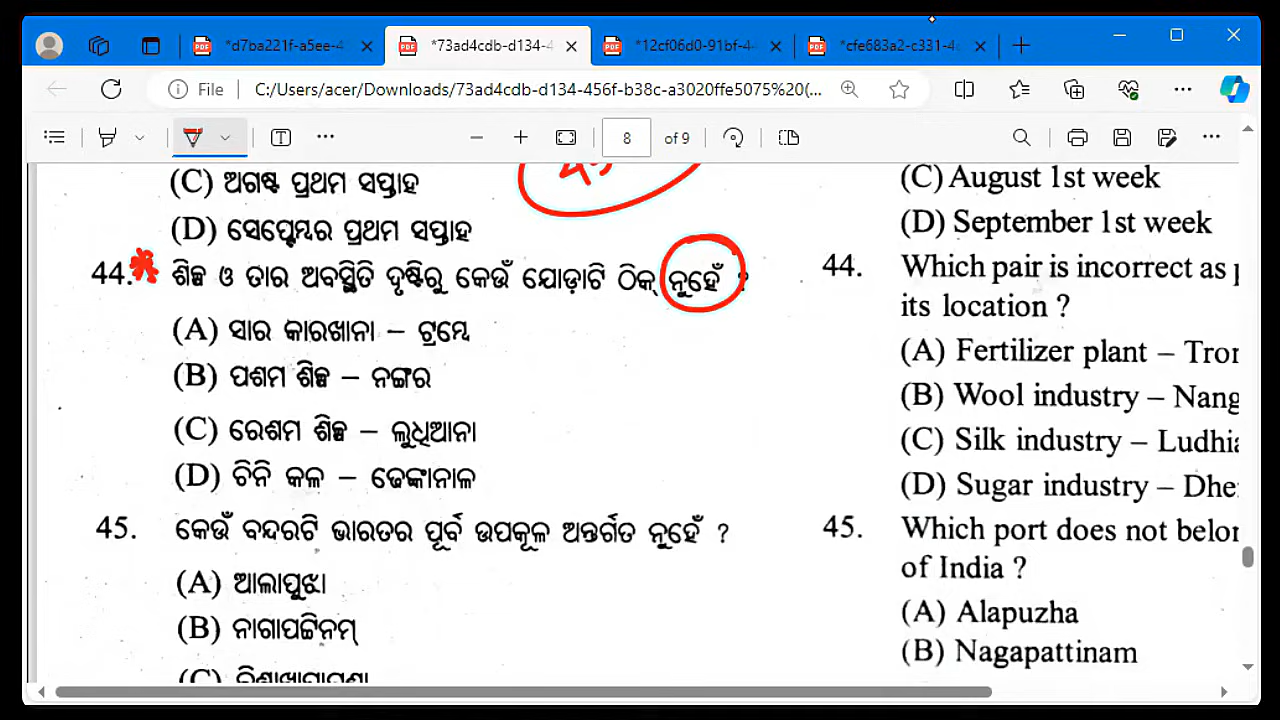 *d7ba221f-a5ee-4
*73ad4cdb-d134-4
*12cf06d0-91bf-4
*cfe683a2-c331-4
File
C:/Users/acer/Downloads/73ad4cdb-d134-456f-b38c-a3020ffe5075%20(...
8 of 9
(C) ଅଗଷ୍ଟ ପ୍ରଥମ ସପ୍ତାହ
(D) ସେପ୍ଟେମ୍ବର ପ୍ରଥମ ସପ୍ତାହ
44. ଶିଳ୍ପ ଓ ତାର ଅବସ୍ଥିତି ଦୃଷ୍ଟିରୁ କେଉଁ ଯୋଡ଼ାଟି ଠିକ୍ ନୁହେଁ ?
(A) ସାର କାରଖାନା – ଟ୍ରମ୍ବେ
(B) ପଶମ ଶିଳ୍ପ – ନଙ୍ଗର
(C) ରେଶମ ଶିଳ୍ପ – ଲୁଧିଆନା
(D) ଚିନି କଳ – ଢେଙ୍କାନାଳ
45. କେଉଁ ବନ୍ଦରଟି ଭାରତର ପୂର୍ବ ଉପକୂଳ ଅନ୍ତର୍ଗତ ନୁହେଁ ?
(A) ଆଲାପୁଝା
(B) ନାଗାପଟ୍ଟିନମ୍
(C) August 1st week
(D) September 1st week
44. Which pair is incorrect as
its location ?
(A) Fertilizer plant – Tror
(B) Wool industry – Nang
(C) Silk industry – Ludhia
(D) Sugar industry – Dhe
45. Which port does not belor
of India ?
(A) Alapuzha
(B) Nagapattinam